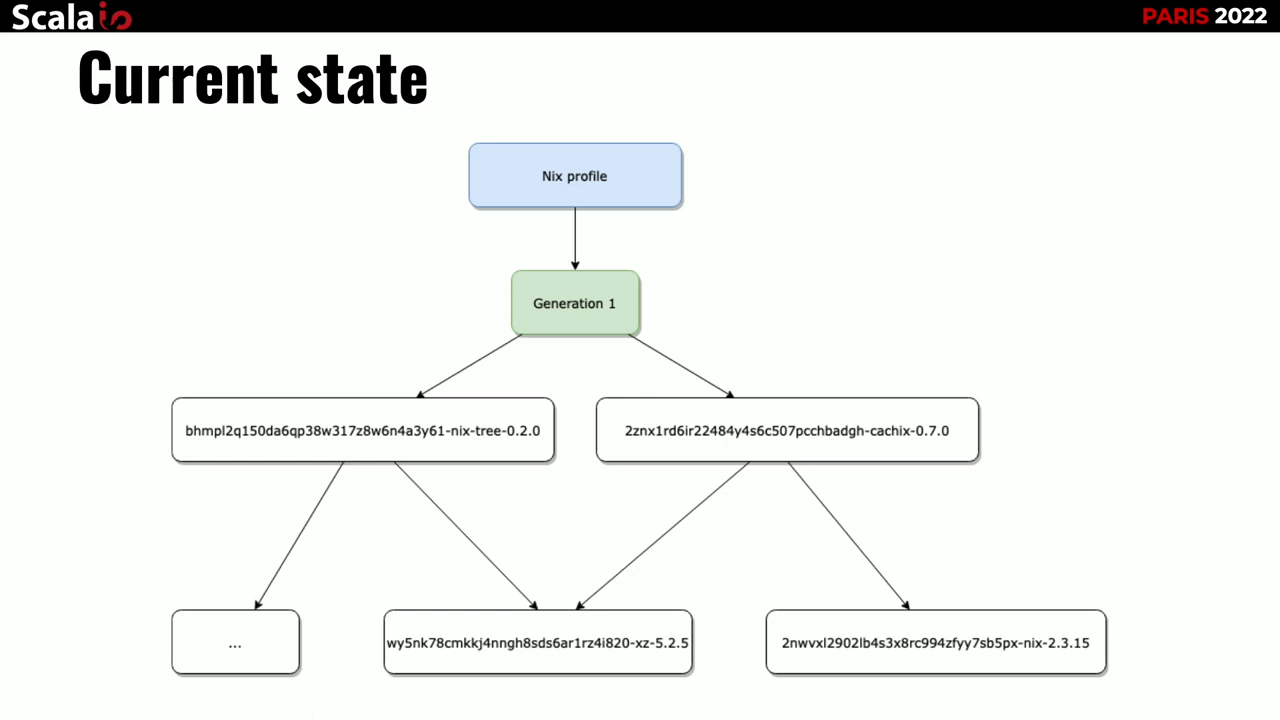 Scalaio
PARIS 2022
Current state
Nix profile
Generation 1
bhmpl2q150da6qp38w317z8w6n4a3y61-nix-tree-0.2.0
2znx1rd6ir22484y4s6c507pcchbadgh-cachix-0.7.0
...
wy5nk78cmkkj4nngh8sds6ar1rz4i820-xz-5.2.5
2nwvxl2902lb4s3x8rc994zfyy7sb5px-nix-2.3.15